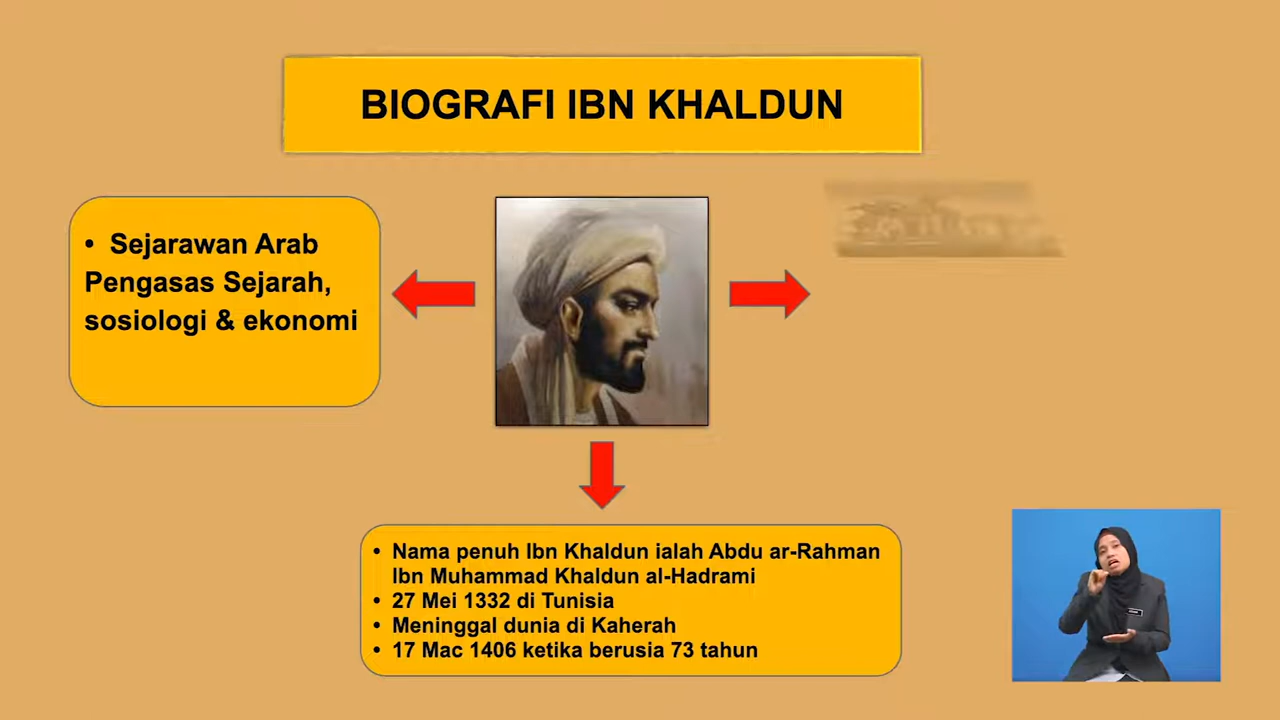 BIOGRAFI IBN KHALDUN
• Sejarawan Arab
Pengasas Sejarah,
sosiologi & ekonomi
• Nama penuh Ibn Khaldun ialah Abdu ar-Rahman
Ibn Muhammad Khaldun al-Hadrami
• 27 Mei 1332 di Tunisia
• Meninggal dunia di Kaherah
• 17 Mac 1406 ketika berusia 73 tahun